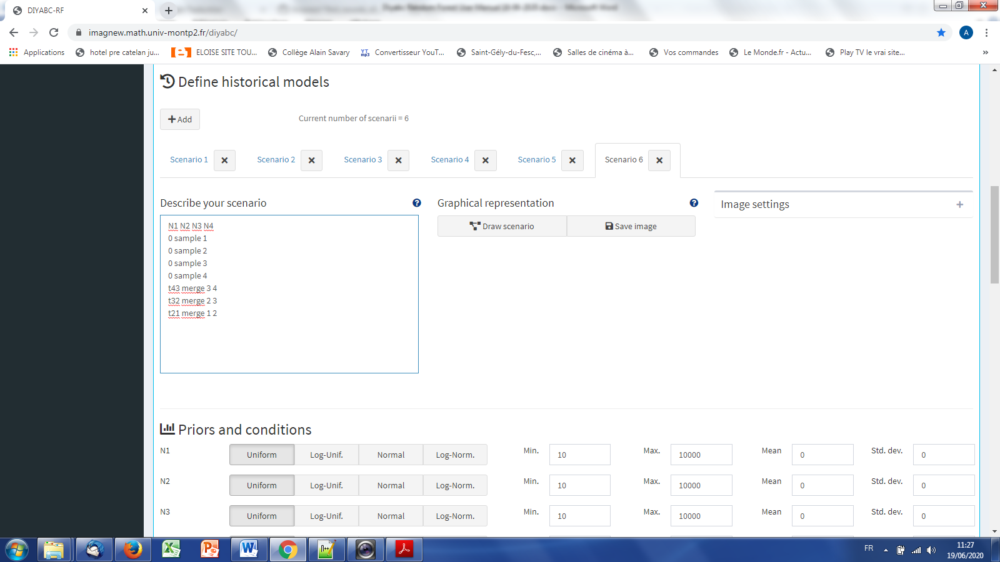 DIYABC-RF
imagnew.math.univ-montp2.fr/diyabc/
A
Applications
hotel pre catelan ju...
ELOISE SITE TOU...
Collège Alain Savary
YT mp3
Convertisseur YouT...
Saint-Gély-du-Fesc,...
Salles de cinéma à...
Vos commandes
Le Monde.fr - Actu...
Play TV le vrai site...
»
Define historical models
Add
Current number of scenarii = 6
Scenario 1
Scenario 2
Scenario 3
Scenario 4
Scenario 5
Scenario 6
Describe your scenario
N1 N2 N3 N4
0 sample 1
0 sample 2
0 sample 3
0 sample 4
t43 merge 3 4
t32 merge 2 3
t21 merge 1 2
Graphical representation
Draw scenario
Save image
Image settings
Priors and conditions
N1 Uniform Log-Unif. Normal Log-Norm. Min. 10 Max. 10000 Mean 0 Std. dev. 0
N2 Uniform Log-Unif. Normal Log-Norm. Min. 10 Max. 10000 Mean 0 Std. dev. 0
N3 Uniform Log-Unif. Normal Log-Norm. Min. 10 Max. 10000 Mean 0 Std. dev. 0
FR
11:27
19/06/2020